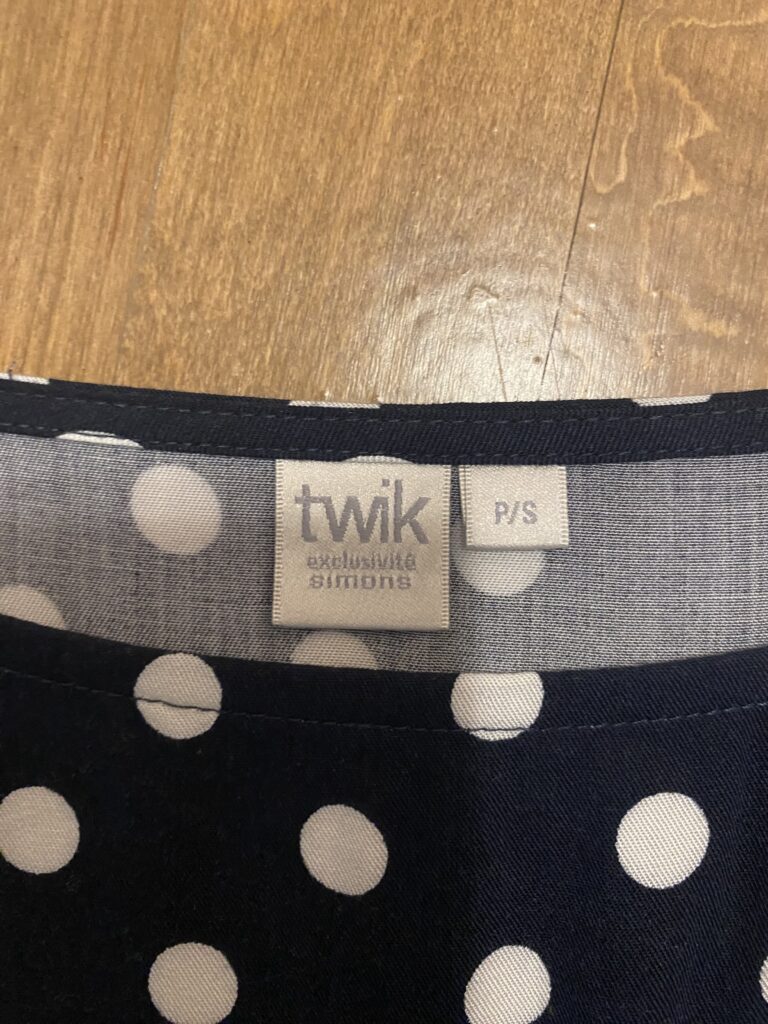 twik
exclusivité
simons
P/S